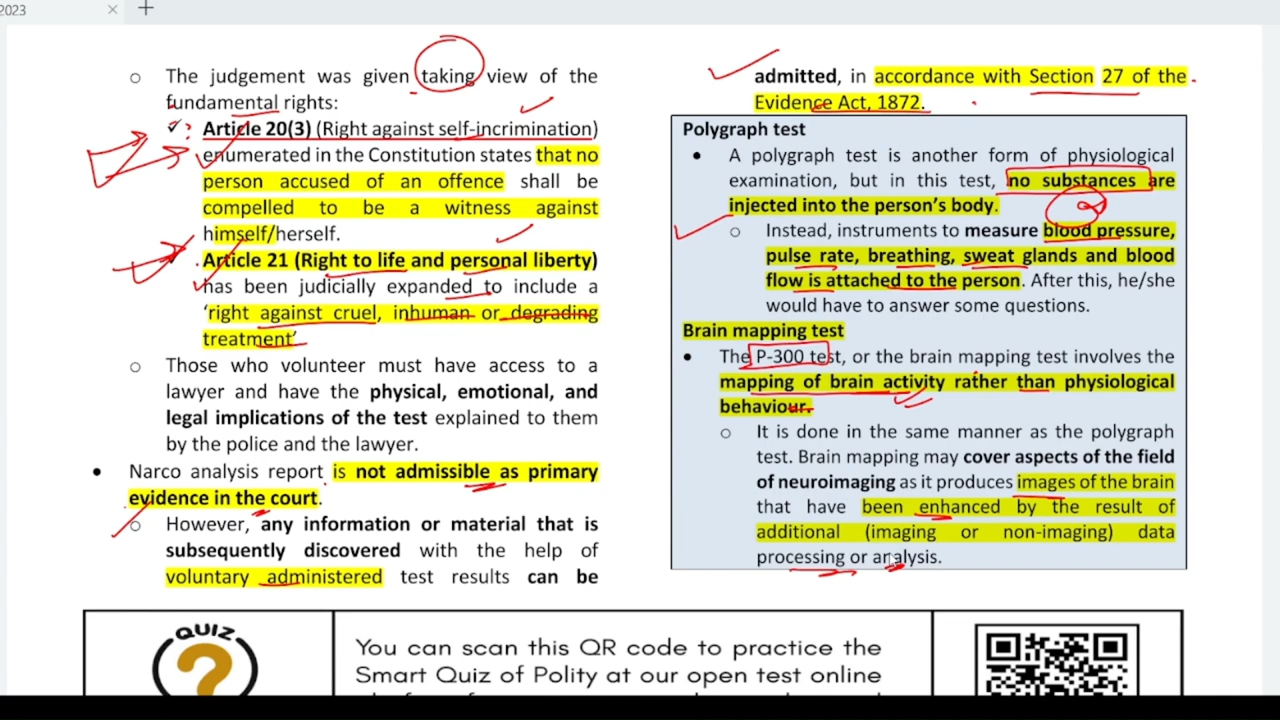 2023
The judgement was given taking view of the
fundamental rights:
Article 20(3) (Right against self-incrimination)
enumerated in the Constitution states that no
person accused of an offence shall be
compelled to be a witness against
himself/herself.
Article 21 (Right to life and personal liberty)
has been judicially expanded to include a
‘right against cruel, inhuman or degrading
treatment’
Those who volunteer must have access to a
lawyer and have the physical, emotional, and
legal implications of the test explained to them
by the police and the lawyer.
Narco analysis report is not admissible as primary
evidence in the court.
However, any information or material that is
subsequently discovered with the help of
voluntary administered test results can be
admitted, in accordance with Section 27 of the
Evidence Act, 1872.
Polygraph test
A polygraph test is another form of physiological
examination, but in this test, no substances are
injected into the person’s body.
Instead, instruments to measure blood pressure,
pulse rate, breathing, sweat glands and blood
flow is attached to the person. After this, he/she
would have to answer some questions.
Brain mapping test
The P-300 test, or the brain mapping test involves the
mapping of brain activity rather than physiological
behaviour.
It is done in the same manner as the polygraph
test. Brain mapping may cover aspects of the field
of neuroimaging as it produces images of the brain
that have been enhanced by the result of
additional (imaging or non-imaging) data
processing or analysis.
QUIZ
?
You can scan this QR code to practice the
Smart Quiz of Polity at our open test online